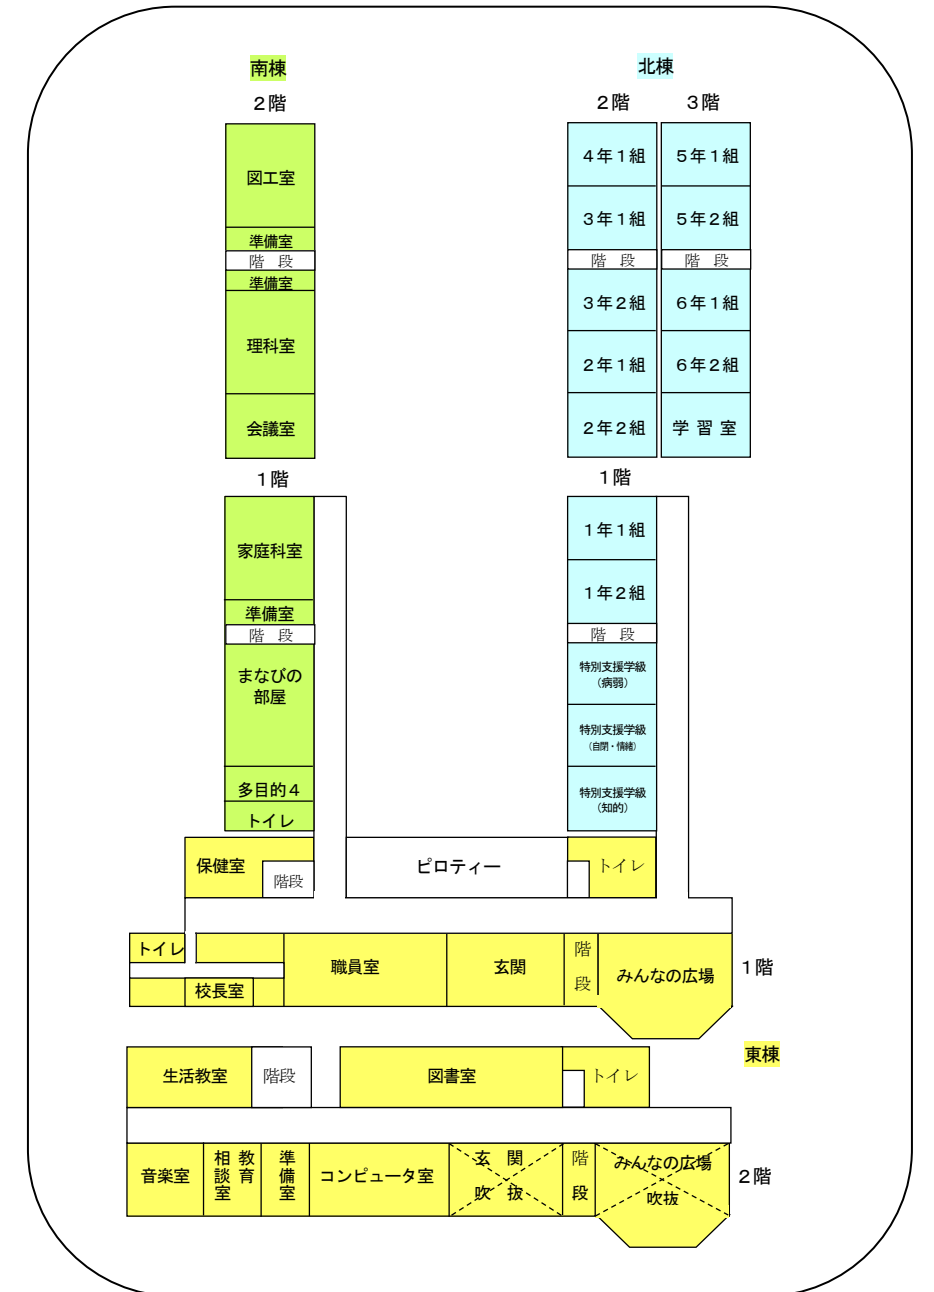 南棟
北棟
２階
２階
３階
図工室
準備室
階　段
準備室
理科室
会議室
４年１組
３年１組
階　段
３年２組
２年１組
２年２組
５年１組
５年２組
階　段
６年１組
６年２組
学 習 室
１階
１階
家庭科室
準備室
階　段
まなびの
部屋
多目的４
トイレ
１年１組
１年２組
階　段
特別支援学級
（病弱）
特別支援学級
（自閉・情緒）
特別支援学級
（知的）
保健室
階段
ピロティー
トイレ
トイレ
校長室
職員室
玄関
階
段
みんなの広場
１階
東棟
生活教室
階段
図書室
トイレ
音楽室
教育
相談室
準備室
コンピュータ室
玄　関
吹　抜
階
段
みんなの広場
吹抜
２階